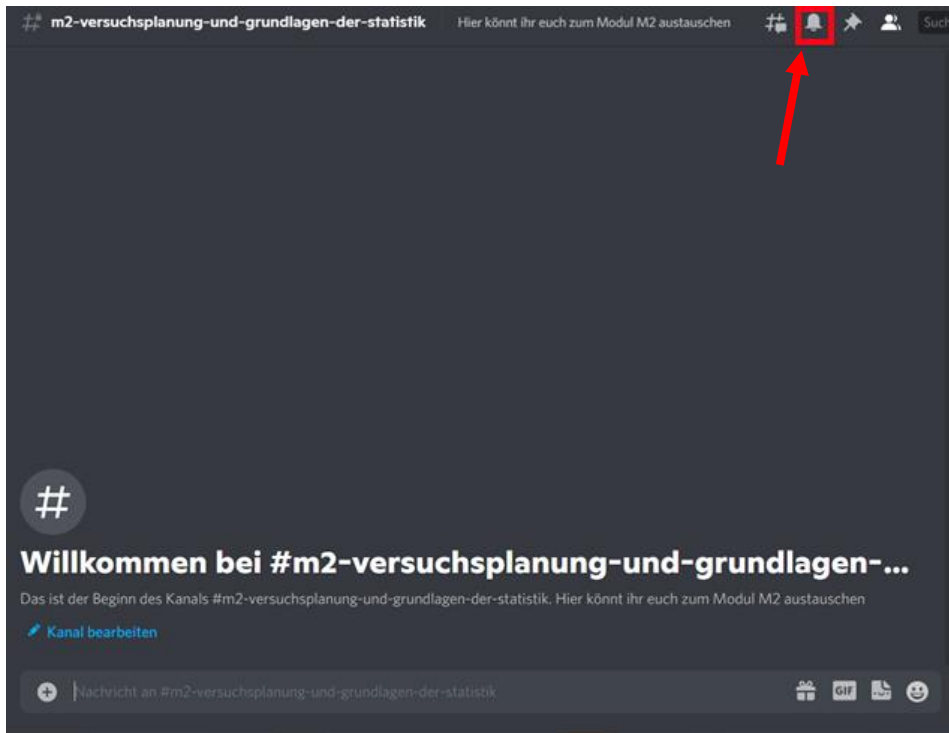 m2-versuchsplanung-und-grundlagen-der-statistik Hier könnt ihr euch zum Modul M2 austauschen
Willkommen bei #m2-versuchsplanung-und-grundlagen-...
Das ist der Beginn des Kanals #m2-versuchsplanung-und-grundlagen-der-statistik. Hier könnt ihr euch zum Modul M2 austauschen
Kanal bearbeiten
Nachricht an #m2-versuchsplanung-und-grundlagen-der-statistik
GIF